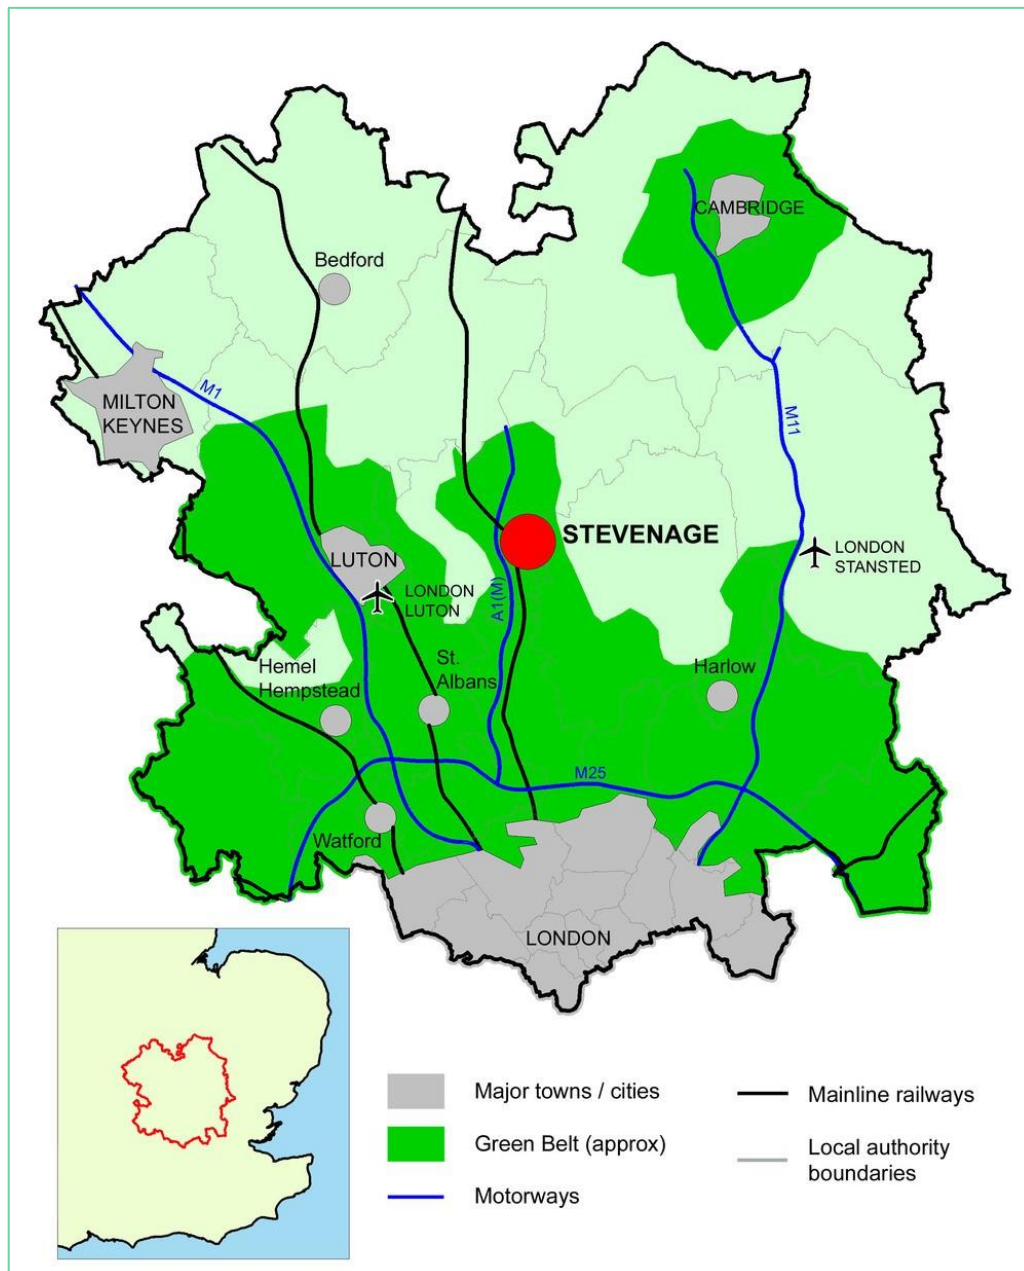 CAMBRIDGE
Bedford
M1
MILTON
KEYNES
M11
STEVENAGE
LUTON
LONDON
STANSTED
LONDON
LUTON
A1(M)
Hemel
Hempstead
St.
Albans
Harlow
M25
Watford
LONDON
Major towns / cities
Green Belt (approx)
Motorways
Mainline railways
Local authority
boundaries